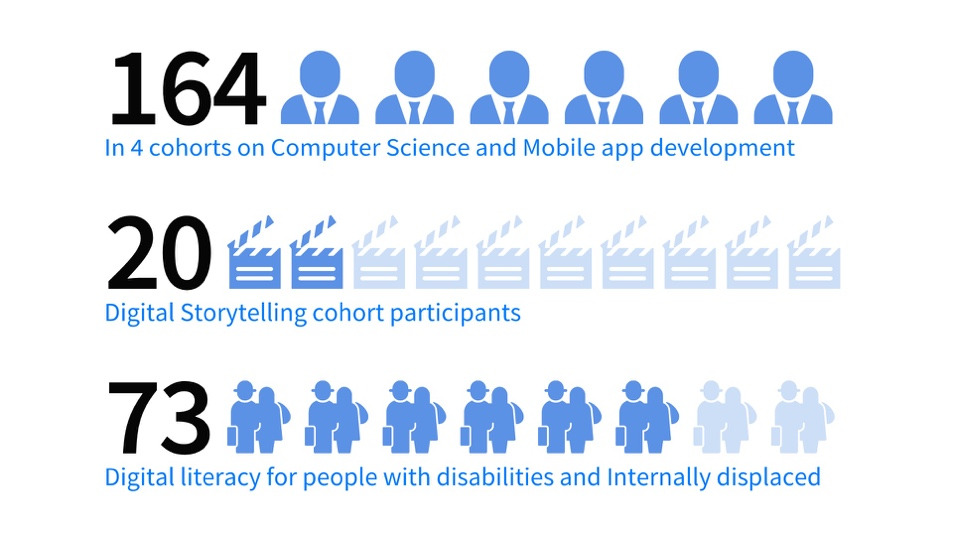 164
In 4 cohorts on Computer Science and Mobile app development
20
Digital Storytelling cohort participants
73
Digital literacy for people with disabilities and Internally displaced